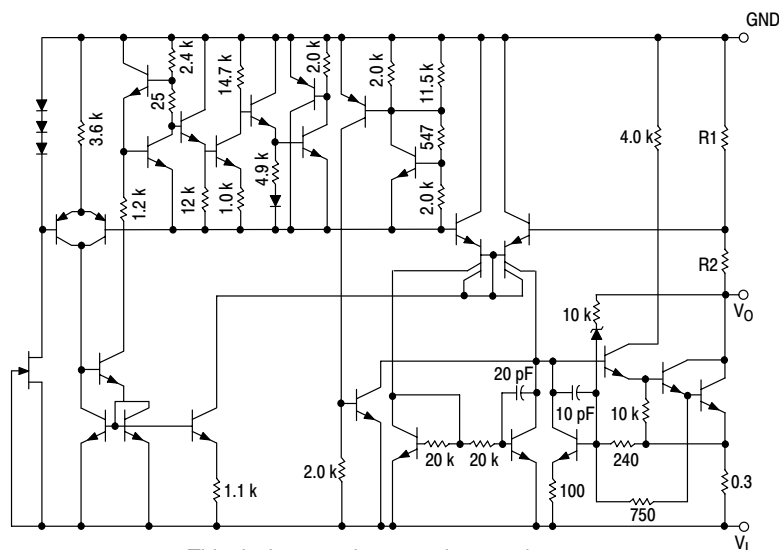 GND
2.4 k
25
3.6 k
1.2 k
12 k
14.7 k
1.0 k
4.9 k
2.0 k
2.0 k
11.5 k
547
2.0 k
4.0 k
R1
R2
VO
10 k
20 pF
10 pF
10 k
20 k
20 k
240
2.0 k
1.1 k
100
750
0.3
VI